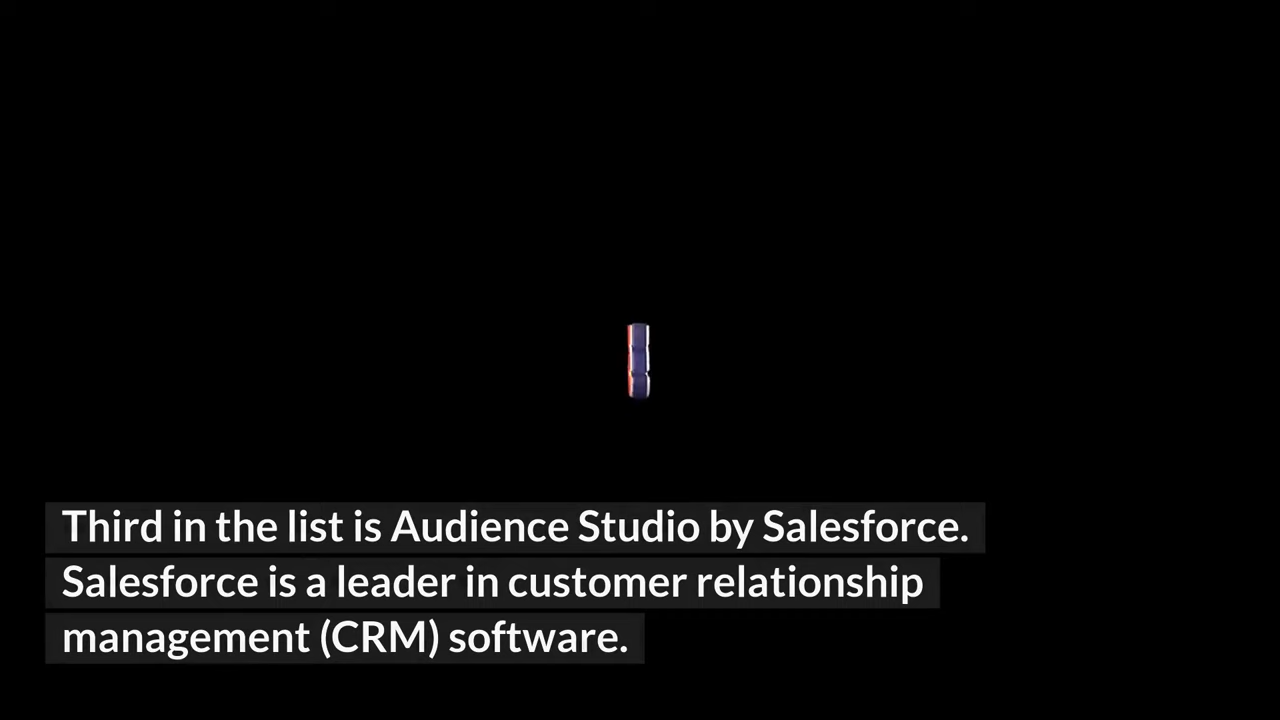 Third in the list is Audience Studio by Salesforce.
Salesforce is a leader in customer relationship
management (CRM) software.